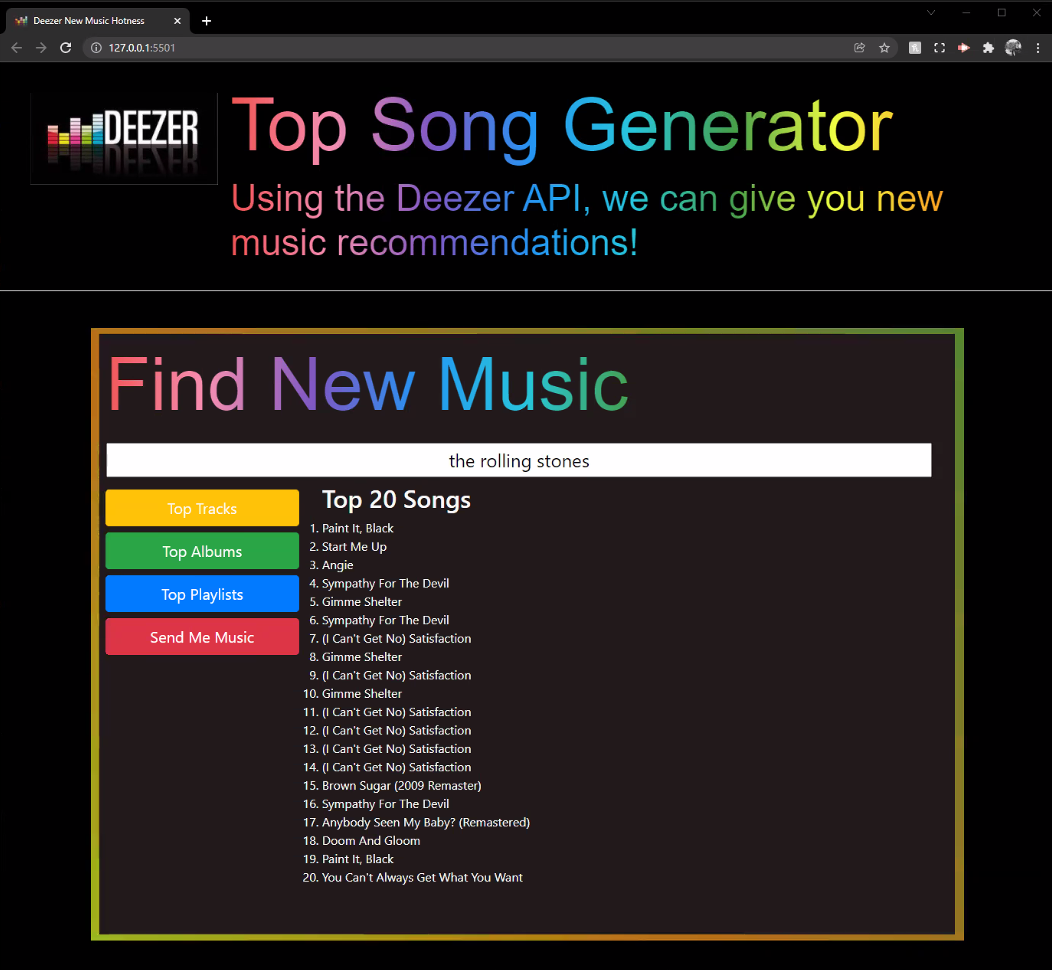 Deezer New Music Hotness
127.0.0.1:5501
DEEZER
Top Song Generator
Using the Deezer API, we can give you new
music recommendations!
Find New Music
the rolling stones
Top Tracks
Top Albums
Top Playlists
Send Me Music
Top 20 Songs
1. Paint It, Black
2. Start Me Up
3. Angie
4. Sympathy For The Devil
5. Gimme Shelter
6. Sympathy For The Devil
7. (I Can't Get No) Satisfaction
8. Gimme Shelter
9. (I Can't Get No) Satisfaction
10. Gimme Shelter
11. (I Can't Get No) Satisfaction
12. (I Can't Get No) Satisfaction
13. (I Can't Get No) Satisfaction
14. (I Can't Get No) Satisfaction
15. Brown Sugar (2009 Remaster)
16. Sympathy For The Devil
17. Anybody Seen My Baby? (Remastered)
18. Doom And Gloom
19. Paint It, Black
20. You Can't Always Get What You Want